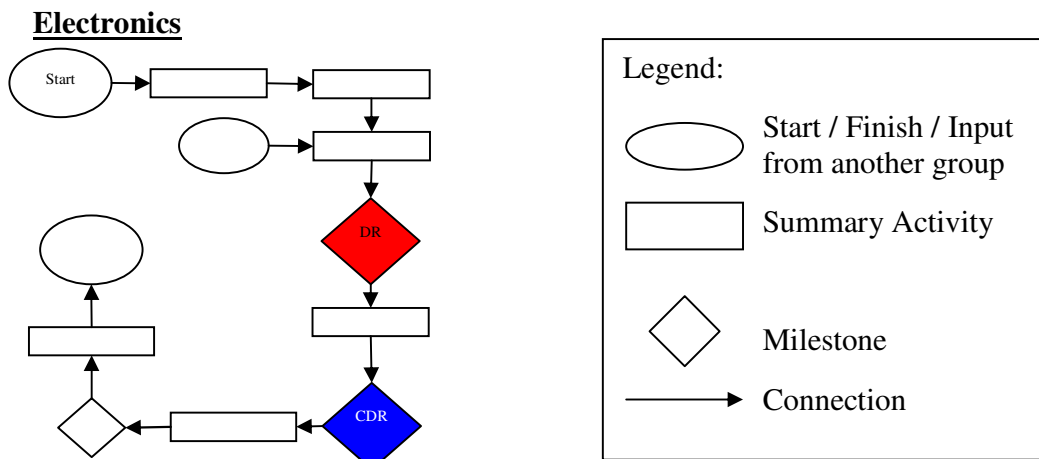 Electronics
Start
DR
CDR
Legend:
Start / Finish / Input
from another group
Summary Activity
Milestone
Connection